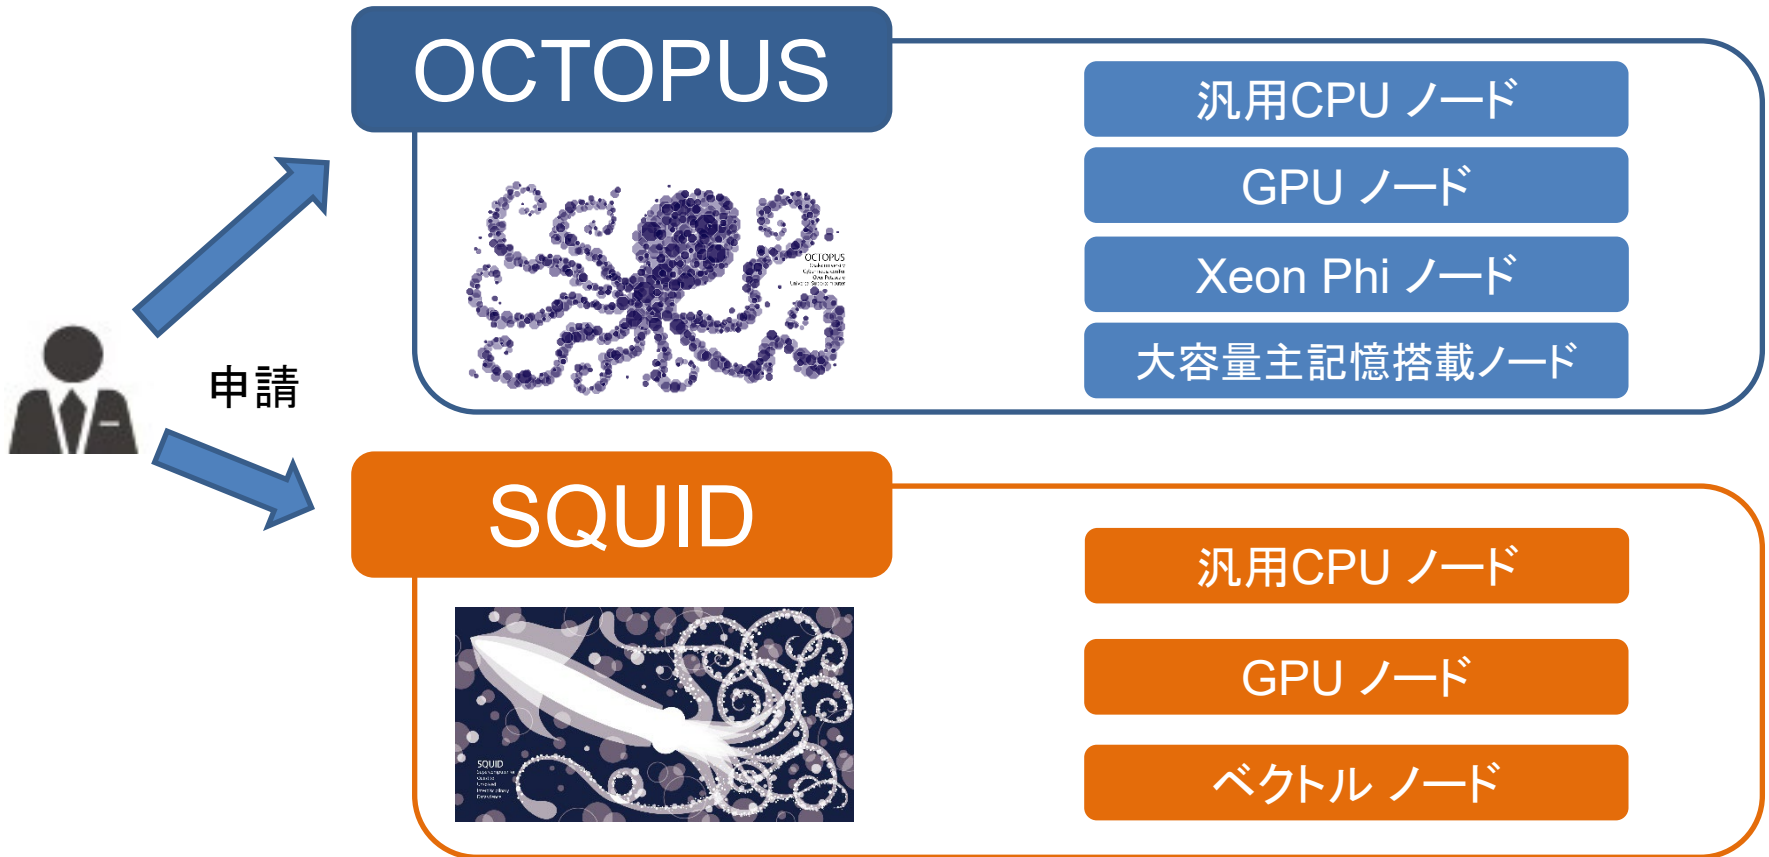 OCTOPUS
汎用CPU ノード
GPU ノード
Xeon Phi ノード
大容量主記憶搭載ノード
OCTOPUS
申請
SQUID
汎用CPU ノード
GPU ノード
ベクトル ノード
SQUID